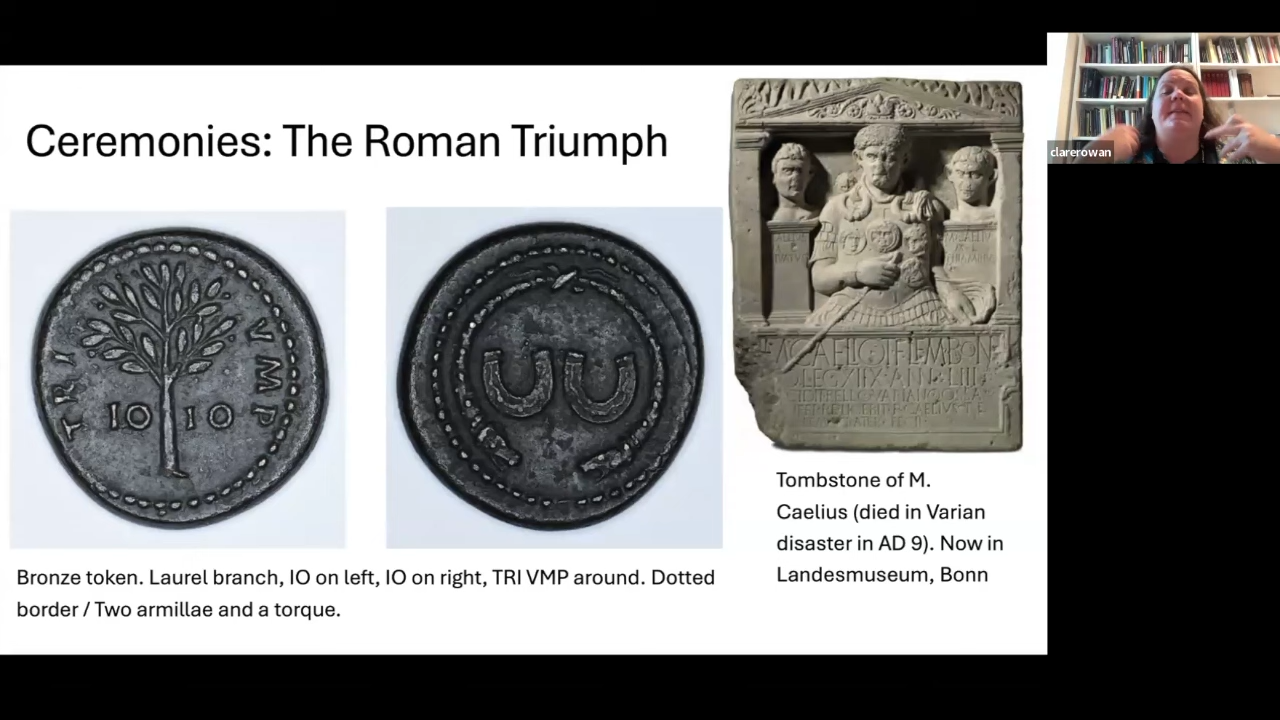 Ceremonies: The Roman Triumph
clarerowan
TRI VMP
IO IO
Bronze token. Laurel branch, IO on left, IO on right, TRI VMP around. Dotted
border / Two armillae and a torque.
Tombstone of M.
Caelius (died in Varian
disaster in AD 9). Now in
Landesmuseum, Bonn